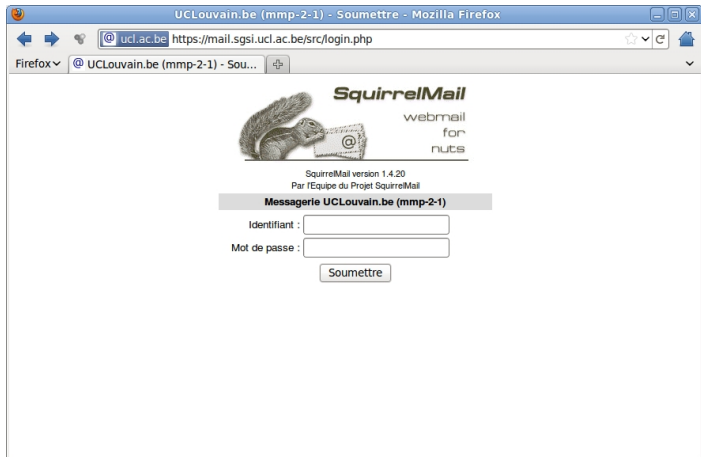 UCLouvain.be (mmp-2-1) - Soumettre - Mozilla Firefox
@ ucl.ac.be https://mail.sgsi.ucl.ac.be/src/login.php
Firefox @ UCLouvain.be (mmp-2-1) - Sou...
SquirrelMail
webmail
for
nuts
@
SquirrelMail version 1.4.20
Par l'Equipe du Projet SquirrelMail
Messagerie UCLouvain.be (mmp-2-1)
Identifiant :
Mot de passe :
Soumettre